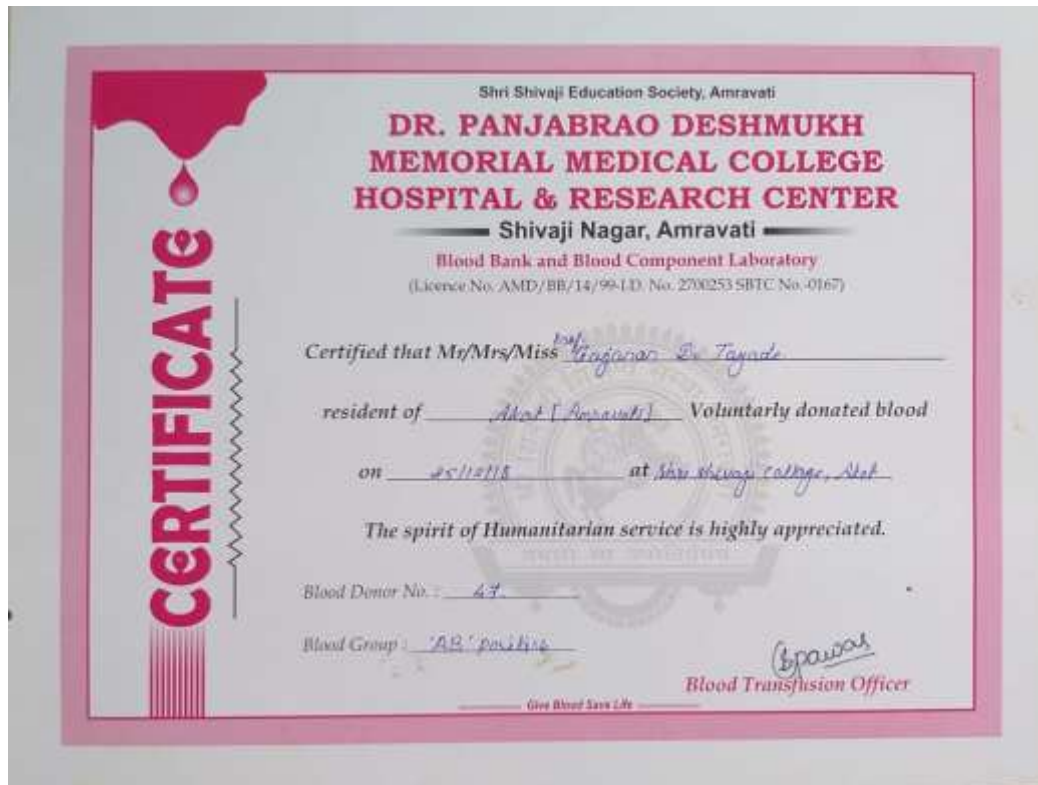 Shri Shivaji Education Society, Amravati
DR. PANJABRAO DESHMUKH
MEMORIAL MEDICAL COLLEGE
HOSPITAL & RESEARCH CENTER
Shivaji Nagar, Amravati
Blood Bank and Blood Component Laboratory
(Licence No. AMD/BB/14/99-I.D. No. 2700253 SBTC No.-0167)
CERTIFICATE
Certified that Mr/Mrs/Miss Prof. Gajanan D. Tayade
resident of Akot [Amravati] Voluntarly donated blood
on at Shri Shivaji College, Akot
The spirit of Humanitarian service is highly appreciated.
Blood Donor No. : 47
Blood Group : 'AB' positive
Blood Transfusion Officer
Give Blood Save Life